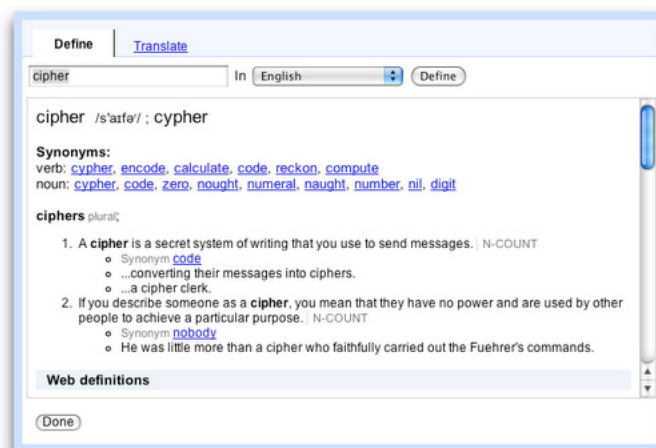 Define Translate
cipher In English Define
cipher /s'aɪfəʳ/ ; cypher
Synonyms:
verb: cypher, encode, calculate, code, reckon, compute
noun: cypher, code, zero, nought, numeral, naught, number, nil, digit
ciphers plural;
1. A cipher is a secret system of writing that you use to send messages. N-COUNT
Synonym code
...converting their messages into ciphers.
...a cipher clerk.
2. If you describe someone as a cipher, you mean that they have no power and are used by other
people to achieve a particular purpose. N-COUNT
Synonym nobody
He was little more than a cipher who faithfully carried out the Fuehrer's commands.
Web definitions
Done